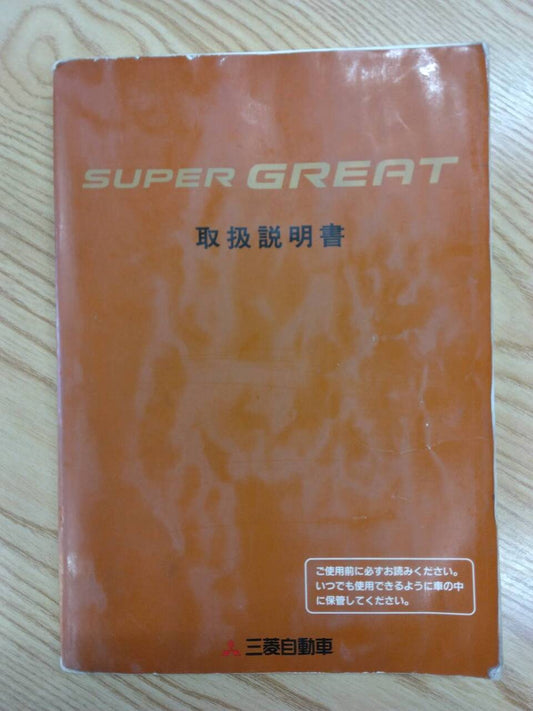 SUPER GREAT
取扱説明書
ご使用前に必ずお読みください。
いつでも使用できるように車の中
に保管してください。
三菱自動車